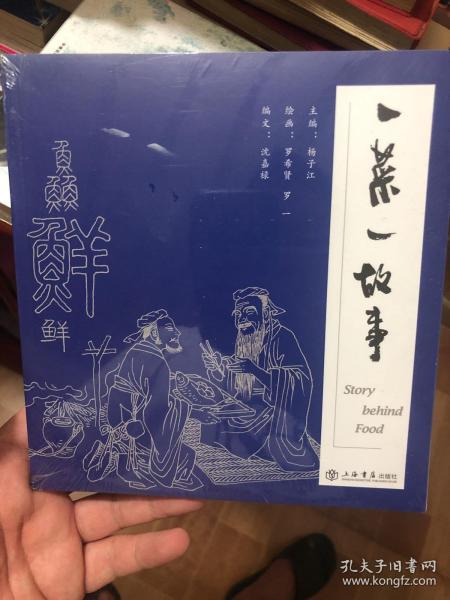 一菜一故事
Story
behind
Food
主编：杨子江
绘画：罗希贤 罗一
编文：沈嘉禄
鱻
鮮
鲜
上海书店出版社
孔夫子旧书网
www.kongfz.com